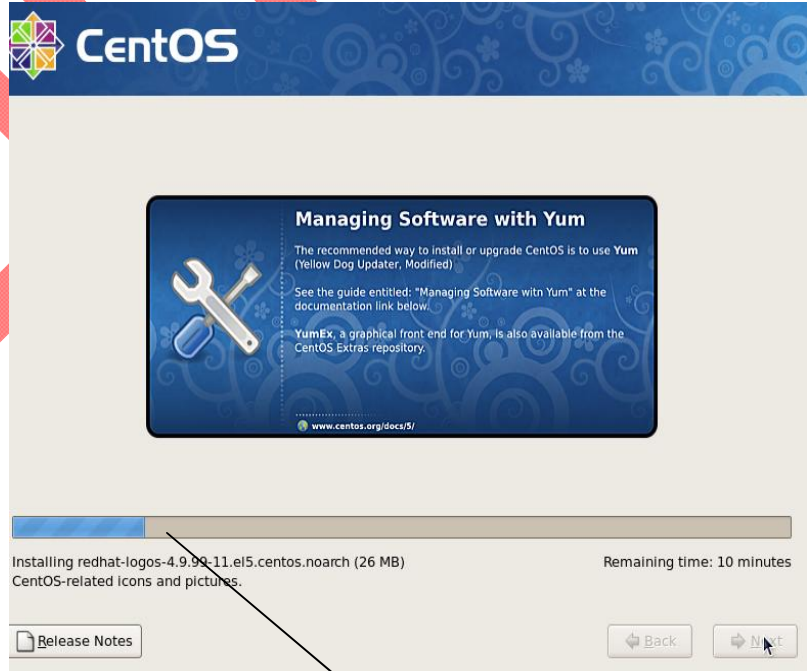 CentOS
Managing Software with Yum
The recommended way to install or upgrade CentOS is to use Yum
(Yellow Dog Updater, Modified)
See the guide entitled: "Managing Software witn Yum" at the
documentation link below.
YumEx, a graphical front end for Yum, is also available from the
CentOS Extras repository.
www.centos.org/docs/5/
Installing redhat-logos-4.9.99-11.el5.centos.noarch (26 MB)
Remaining time: 10 minutes
CentOS-related icons and pictures.
Release Notes
Back
Next